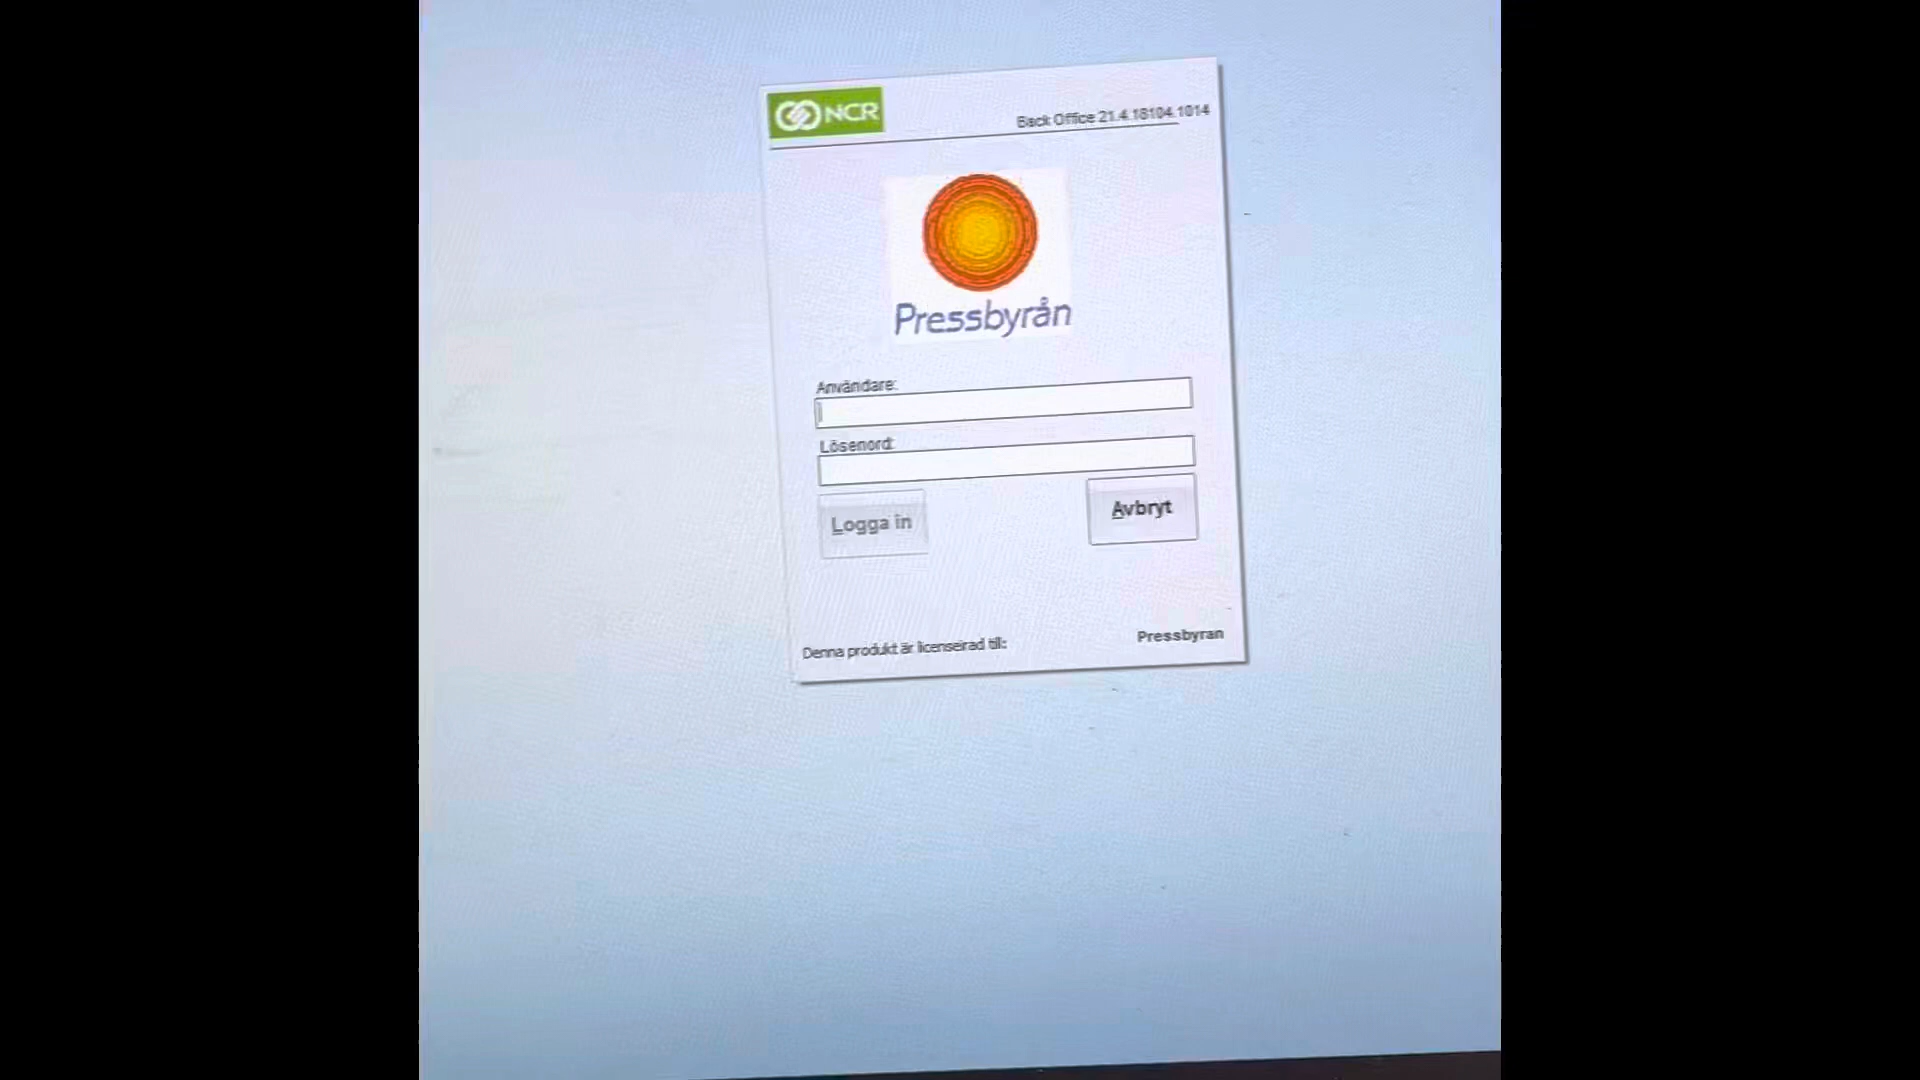 NCR
Back Office 21.4.18104.1014
Pressbyrån
Användare:
Lösenord:
Logga in
Avbryt
Denna produkt är licenseirad till:
Pressbyran